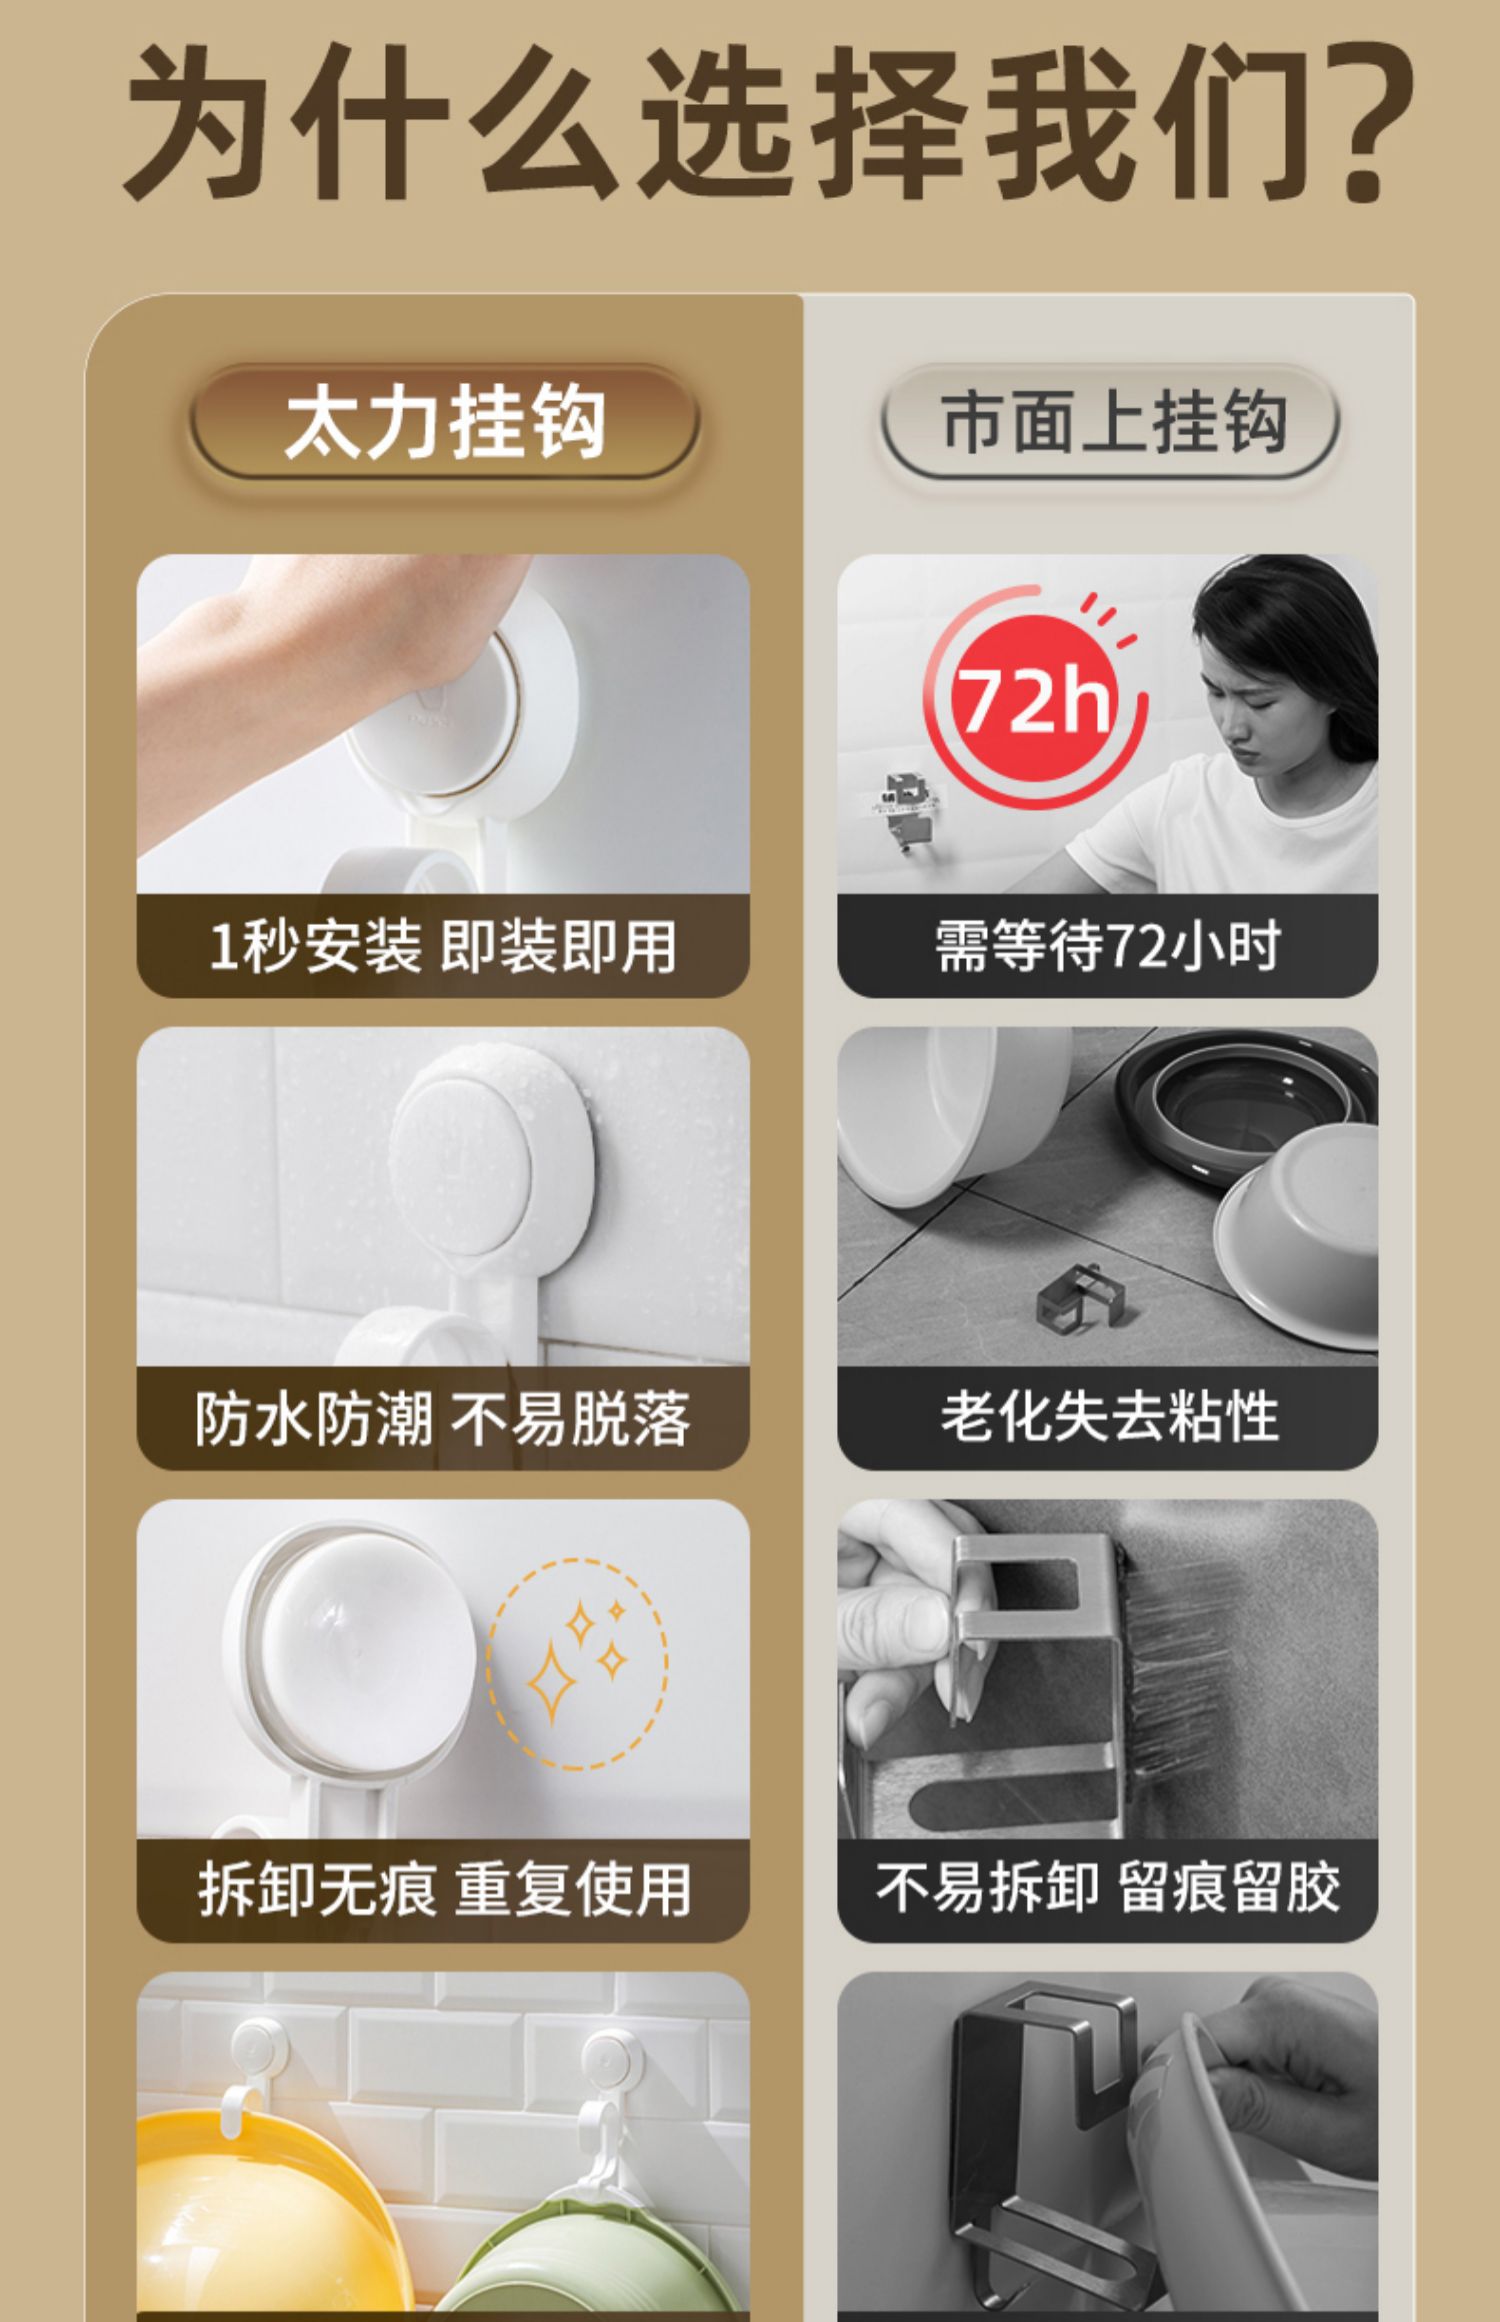 为什么选择我们?
太力挂钩
市面上挂钩
72h
1秒安装 即装即用
需等待72小时
防水防潮 不易脱落
老化失去粘性
拆卸无痕 重复使用
不易拆卸 留痕留胶